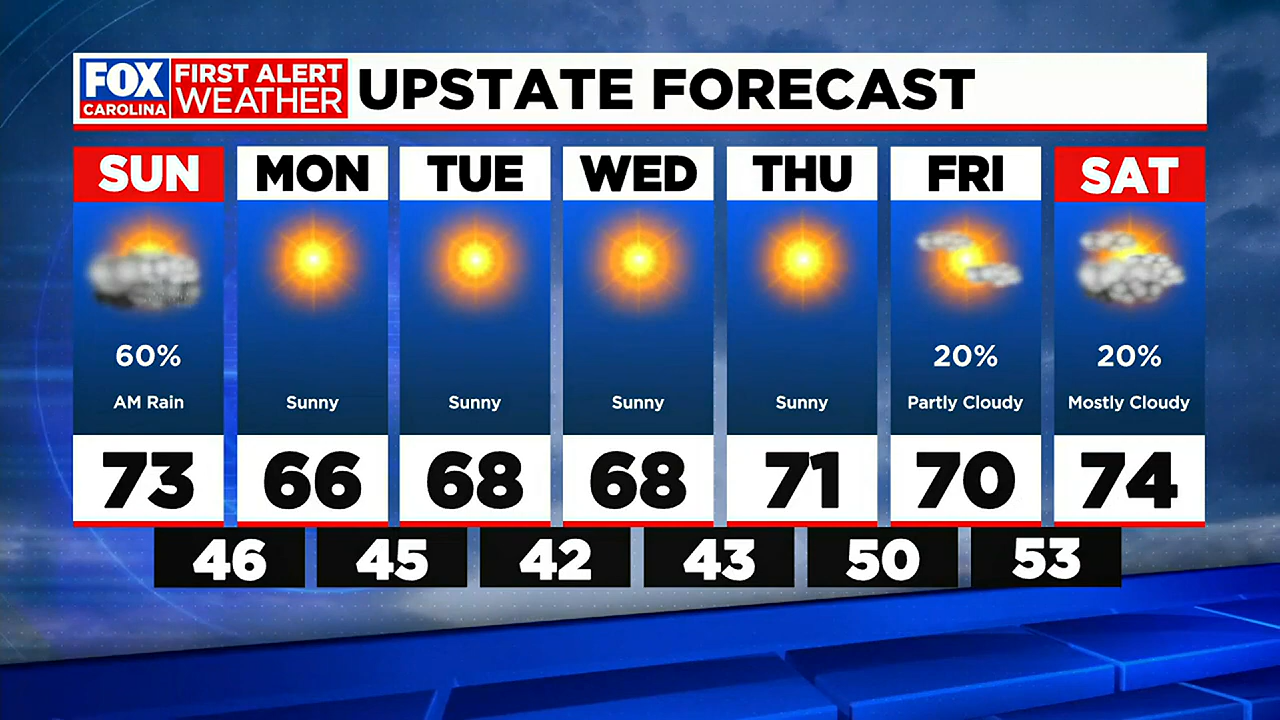 FOX
CAROLINA
FIRST ALERT
WEATHER
UPSTATE FORECAST
SUN MON TUE WED THU FRI SAT
60% 20% 20%
AM Rain Sunny Sunny Sunny Sunny Partly Cloudy Mostly Cloudy
73 66 68 68 71 70 74
46 45 42 43 50 53